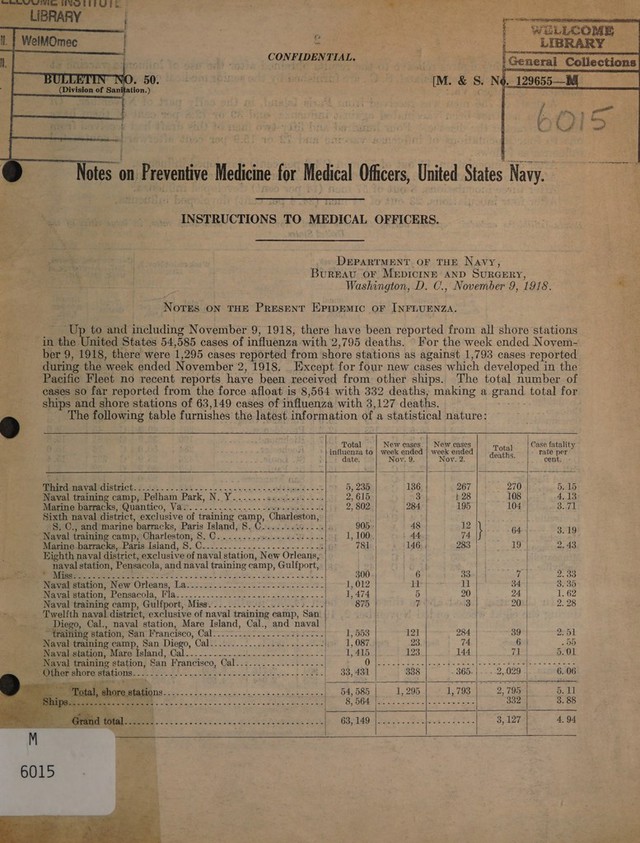 WELLCOME INSTITUTE
LIBRARY
WelMOmec
WELLCOME
LIBRARY
General Collections
6015
CONFIDENTIAL.
BULLETIN NO. 50.
(Division of Sanitation.)
[M. & S. No. 129655—M]
Notes on Preventive Medicine for Medical Officers, United States Navy.
INSTRUCTIONS TO MEDICAL OFFICERS.
DEPARTMENT OF THE NAVY,
BUREAU OF MEDICINE AND SURGERY,
Washington, D. C., November 9, 1918.
NOTES ON THE PRESENT EPIDEMIC OF INFLUENZA.
Up to and including November 9, 1918, there have been reported from all shore stations
in the United States 54,585 cases of influenza with 2,795 deaths. For the week ended Novem-
ber 9, 1918, there were 1,295 cases reported from shore stations as against 1,793 cases reported
during the week ended November 2, 1918. Except for four new cases which developed in the
Pacific Fleet no recent reports have been received from other ships. The total number of
cases so far reported from the force afloat is 8,564 with 332 deaths, making a grand total for
ships and shore stations of 63,149 cases of influenza with 3,127 deaths.
The following table furnishes the latest information of a statistical nature:
Total influenza to date. New cases week ended Nov. 9. New cases week ended Nov. 2. Total deaths. Case fatality rate per cent.
Third naval district 5,235 136 267 270 5.15
Naval training camp, Pelham Park, N. Y. 2,615 3 28 108 4.13
Marine barracks, Quantico, Va. 2,802 284 195 104 3.71
Sixth naval district, exclusive of training camp, Charleston,
S. C., and marine barracks, Paris Island, S. C. 905 48 12
Naval training camp, Charleston, S. C. 1,100 44 74 } 64 3.19
Marine barracks, Paris Island, S. C. 781 146 283 19 2.43
Eighth naval district, exclusive of naval station, New Orleans,
naval station, Pensacola, and naval training camp, Gulfport,
Miss. 300 6 33 7 2.33
Naval station, New Orleans, La. 1,012 11 11 34 3.35
Naval station, Pensacola, Fla. 1,474 5 20 24 1.62
Naval training camp, Gulfport, Miss. 875 7 3 20 2.28
Twelfth naval district, exclusive of naval training camp, San
Diego, Cal., naval station, Mare Island, Cal., and naval
training station, San Francisco, Cal. 1,553 121 284 39 2.51
Naval training camp, San Diego, Cal. 1,087 23 74 6 .55
Naval station, Mare Island, Cal. 1,415 123 144 71 5.01
Naval training station, San Francisco, Cal. 0
Other shore stations 33,431 338 365 2,029 6.06
Total, shore stations 54,585 1,295 1,793 2,795 5.11
Ships 8,564 332 3.88
Grand total 63,149 3,127 4.94
M
6015